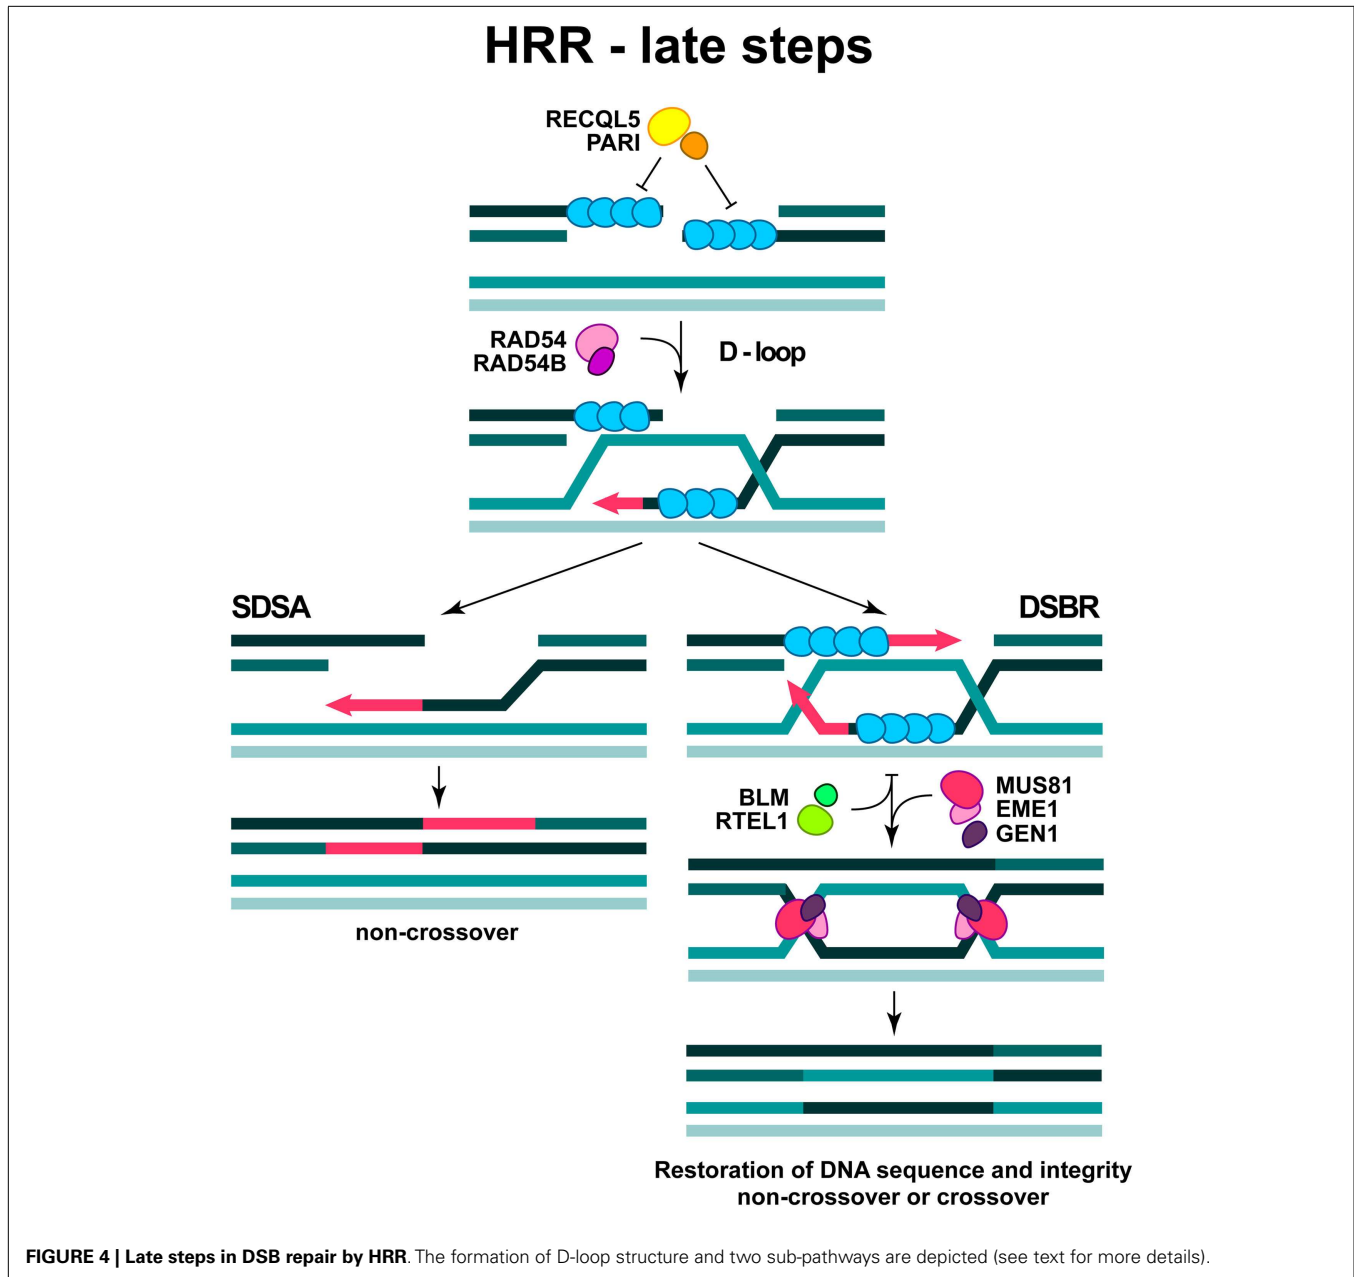 HRR - late steps
RECQL5
PARI
RAD54
RAD54B
D - loop
SDSA
DSBR
BLM
RTEL1
MUS81
EME1
GEN1
non-crossover
Restoration of DNA sequence and integrity
non-crossover or crossover
FIGURE 4 | Late steps in DSB repair by HRR. The formation of D-loop structure and two sub-pathways are depicted (see text for more details).